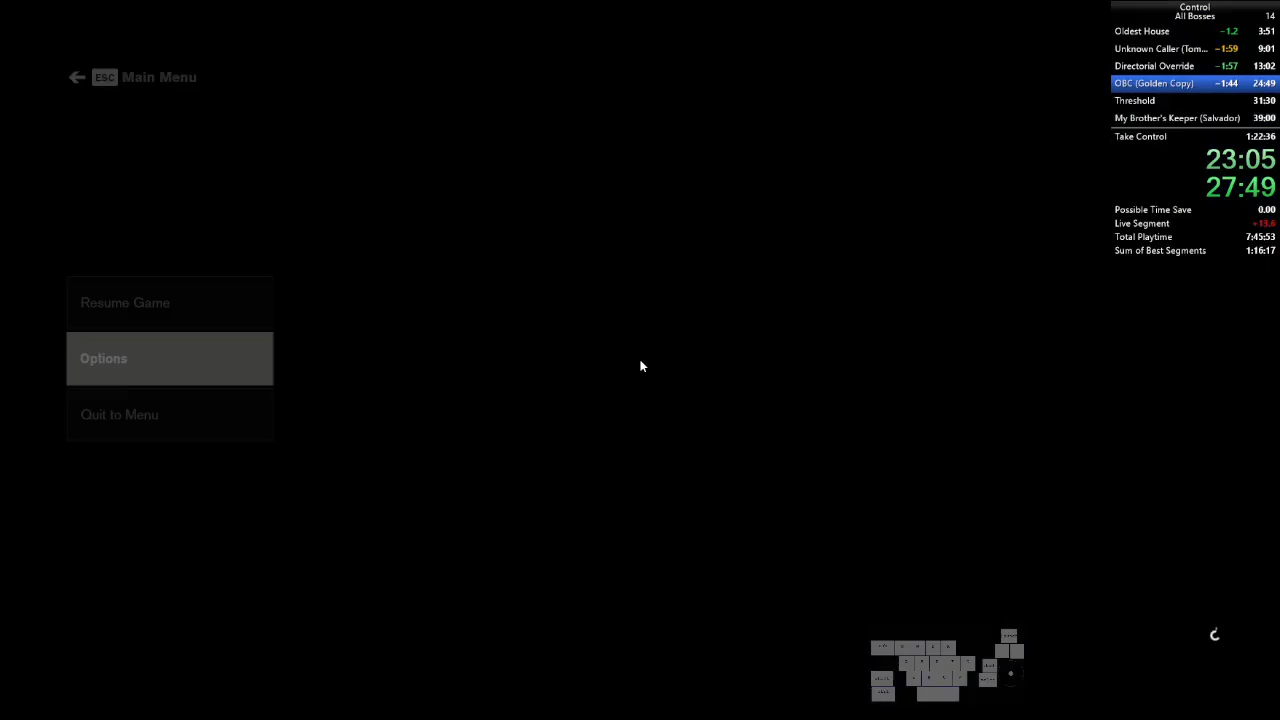 Control
All Bosses 14
Oldest House −1.2 3:51
Unknown Caller (Tom... −1:59 9:01
Directorial Override −1:57 13:02
OBC (Golden Copy) −1:44 24:49
Threshold 31:30
My Brother's Keeper (Salvador) 39:00
Take Control 1:22:36
23:05
27:49
Possible Time Save 0.00
Live Segment +13.6
Total Playtime 7:45:53
Sum of Best Segments 1:16:17
ESC Main Menu
Resume Game
Options
Quit to Menu